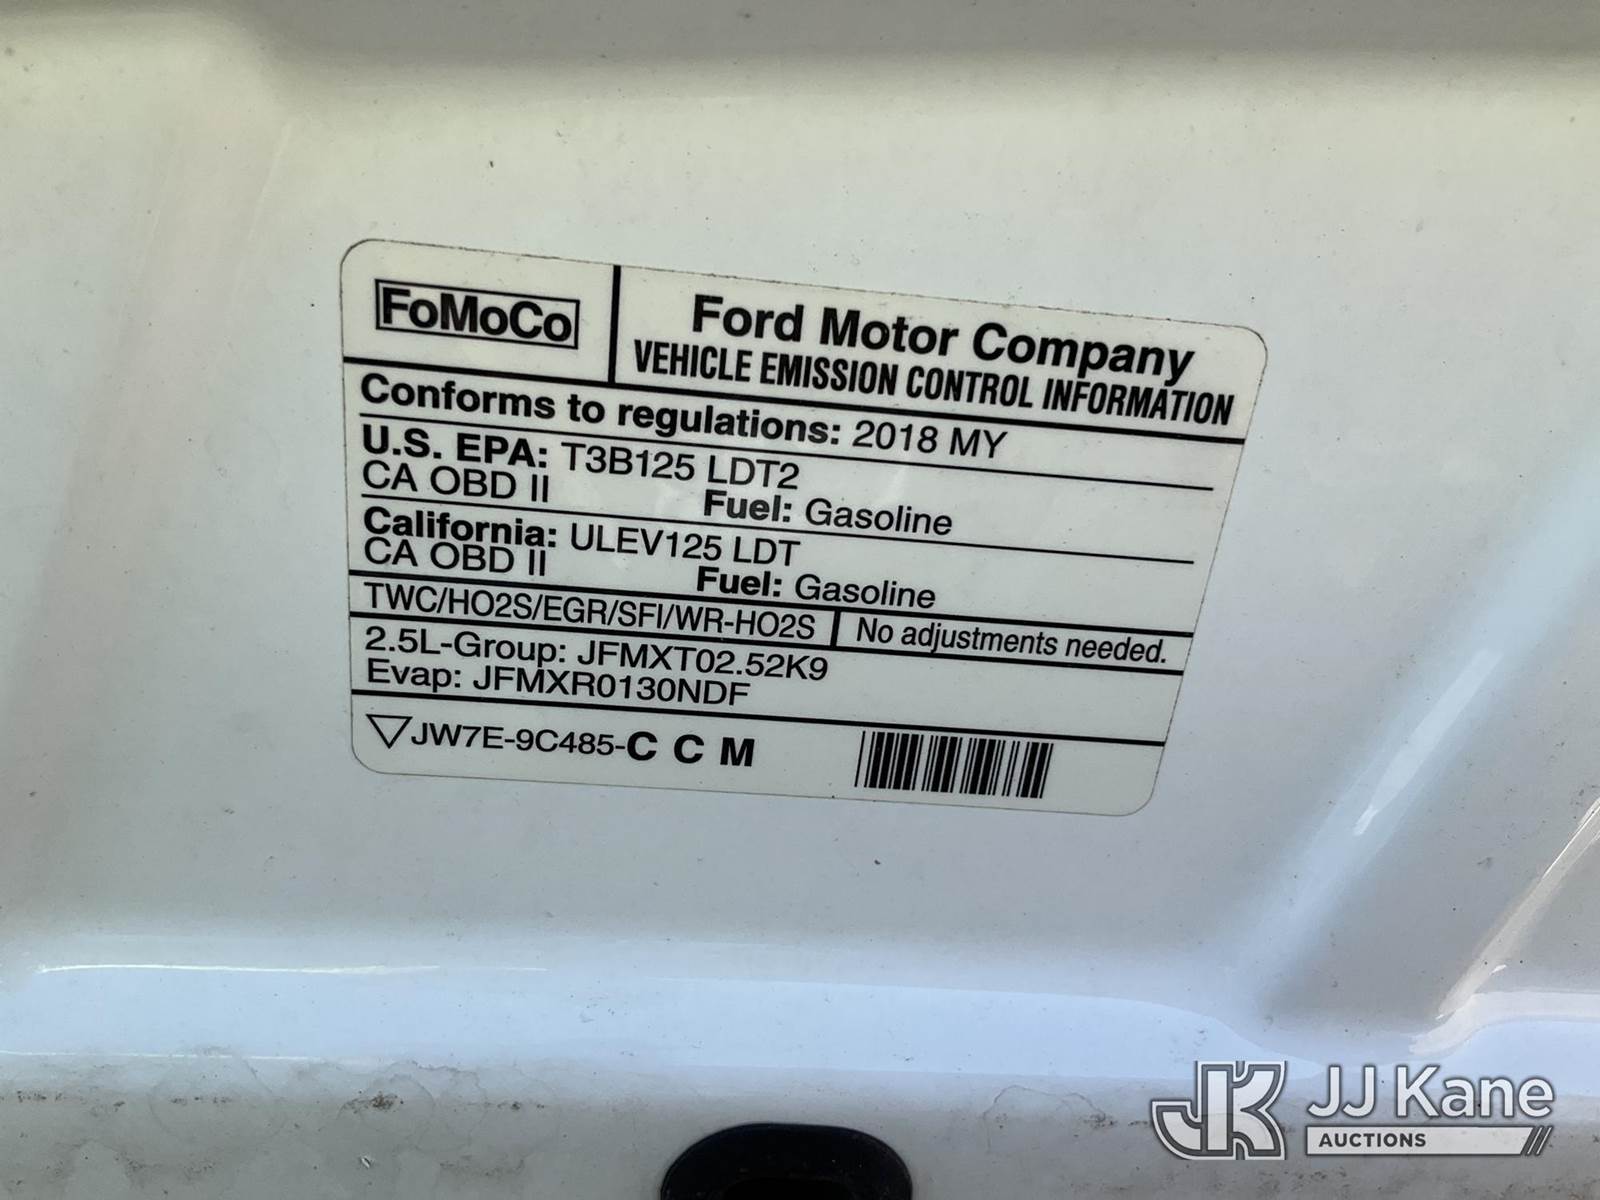 FoMoCo
Ford Motor Company
VEHICLE EMISSION CONTROL INFORMATION
Conforms to regulations: 2018 MY
U.S. EPA: T3B125 LDT2
CA OBD II Fuel: Gasoline
California: ULEV125 LDT
CA OBD II Fuel: Gasoline
TWC/HO2S/EGR/SFI/WR-HO2S No adjustments needed.
2.5L-Group: JFMXT02.52K9
Evap: JFMXR0130NDF
JW7E-9C485-C C M
JK JJ Kane
AUCTIONS